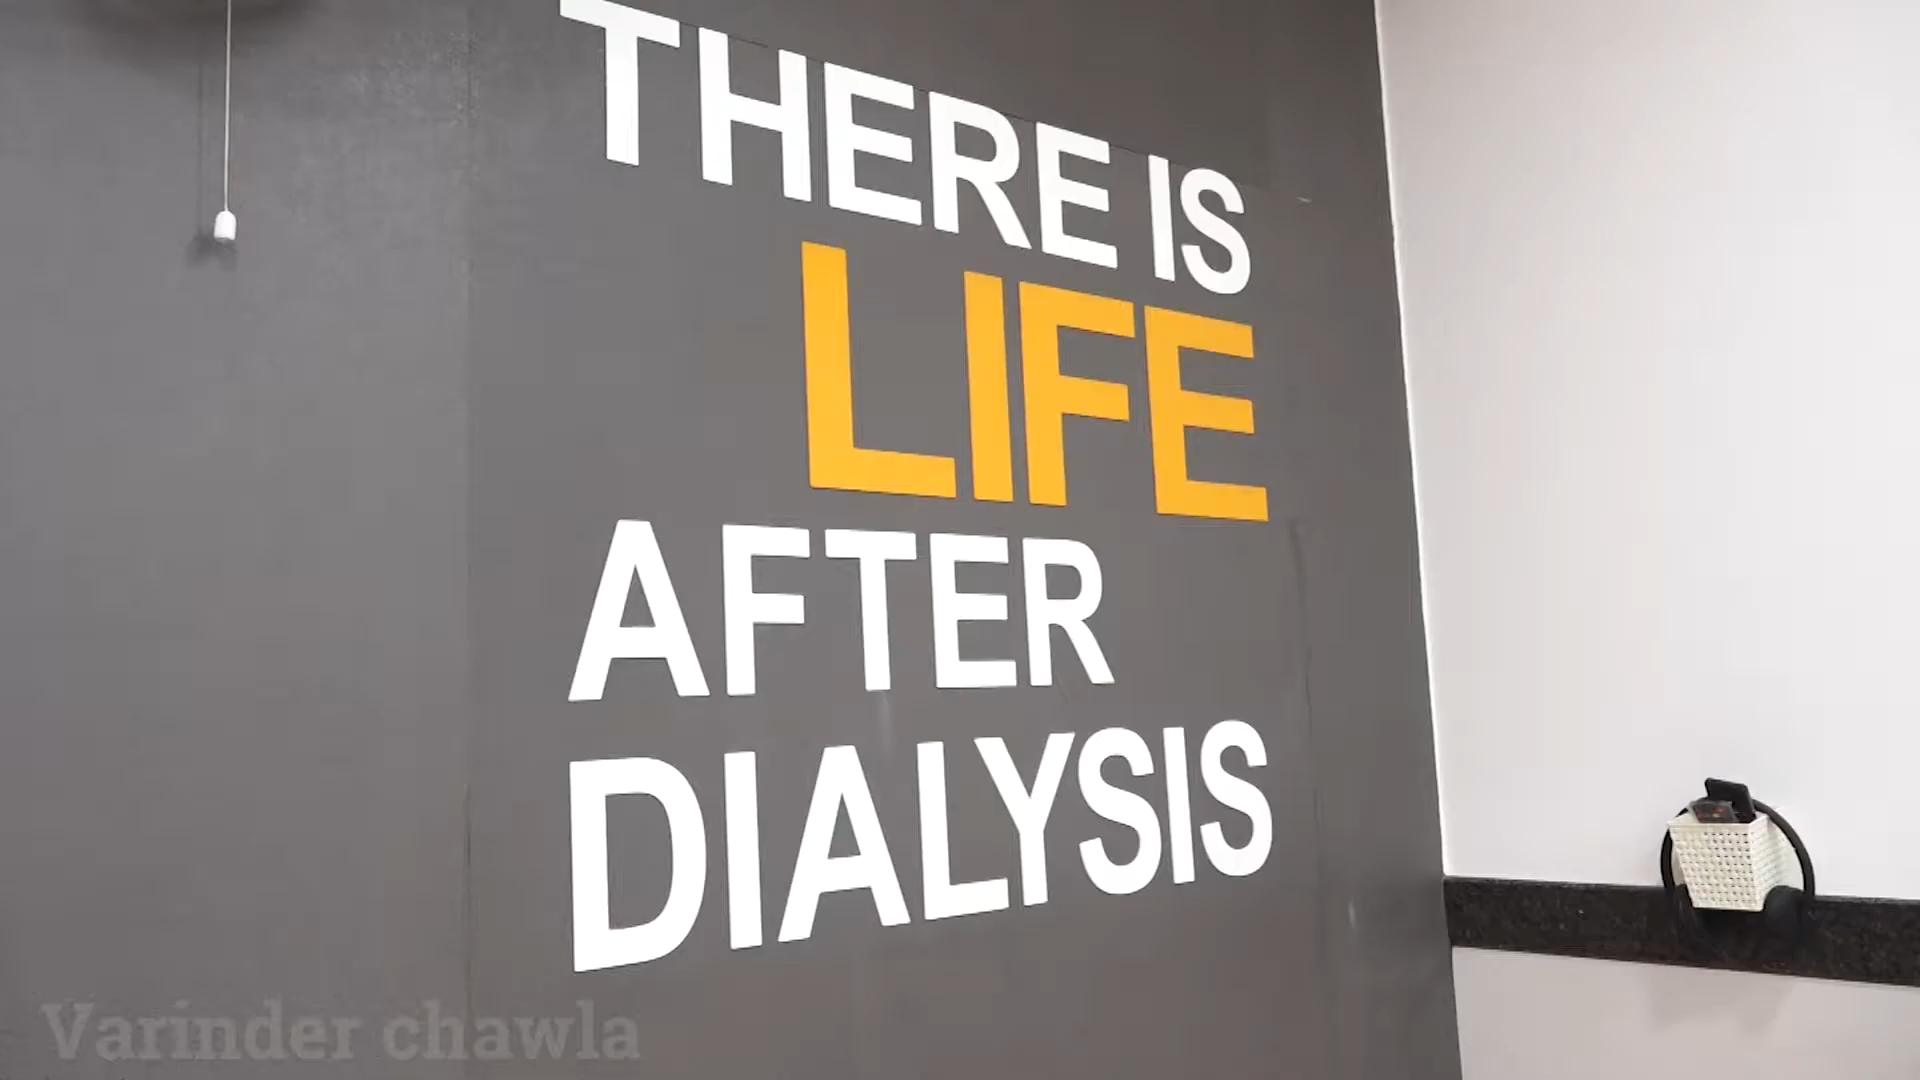 THERE IS
LIFE
AFTER
DIALYSIS
Varinder chawla